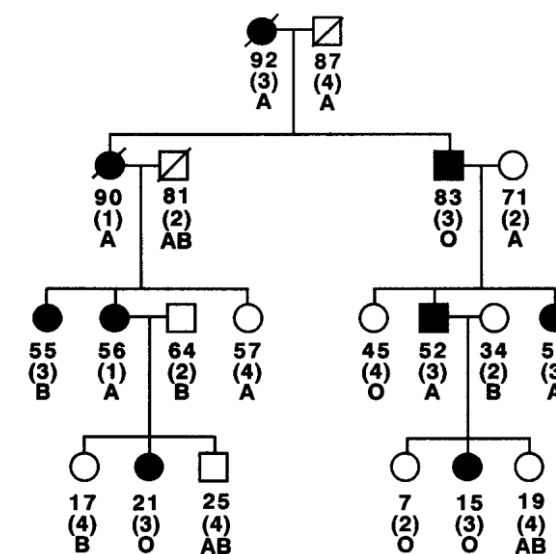 92 87
(3) (4)
A A
90 81 83 71
(1) (2) (3) (2)
A AB O A
55 56 64 57 45 52 34
(3) (1) (2) (4) (4) (3) (2)
B A B A O A B
17 21 25 7 15 19
(4) (3) (4) (2) (3) (4)
B O AB O O AB